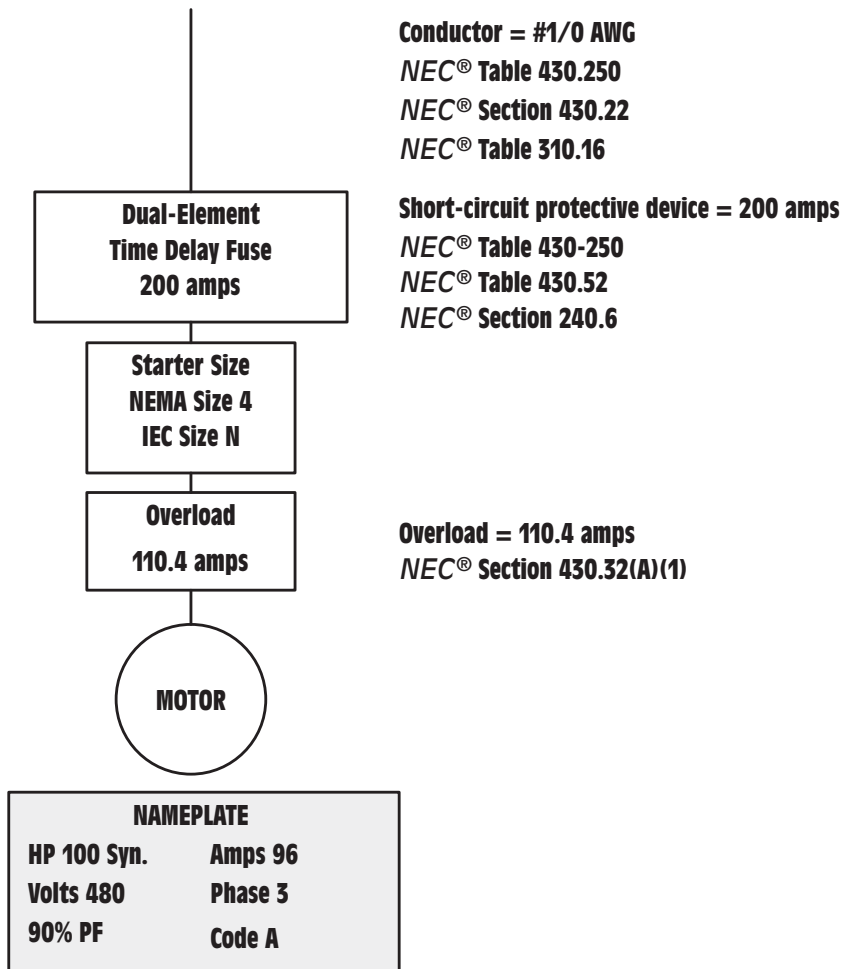 Conductor = #1/0 AWG
NEC® Table 430.250
NEC® Section 430.22
NEC® Table 310.16
Dual-Element
Time Delay Fuse
200 amps
Short-circuit protective device = 200 amps
NEC® Table 430-250
NEC® Table 430.52
NEC® Section 240.6
Starter Size
NEMA Size 4
IEC Size N
Overload
110.4 amps
Overload = 110.4 amps
NEC® Section 430.32(A)(1)
MOTOR
NAMEPLATE
HP 100 Syn. Amps 96
Volts 480 Phase 3
90% PF Code A